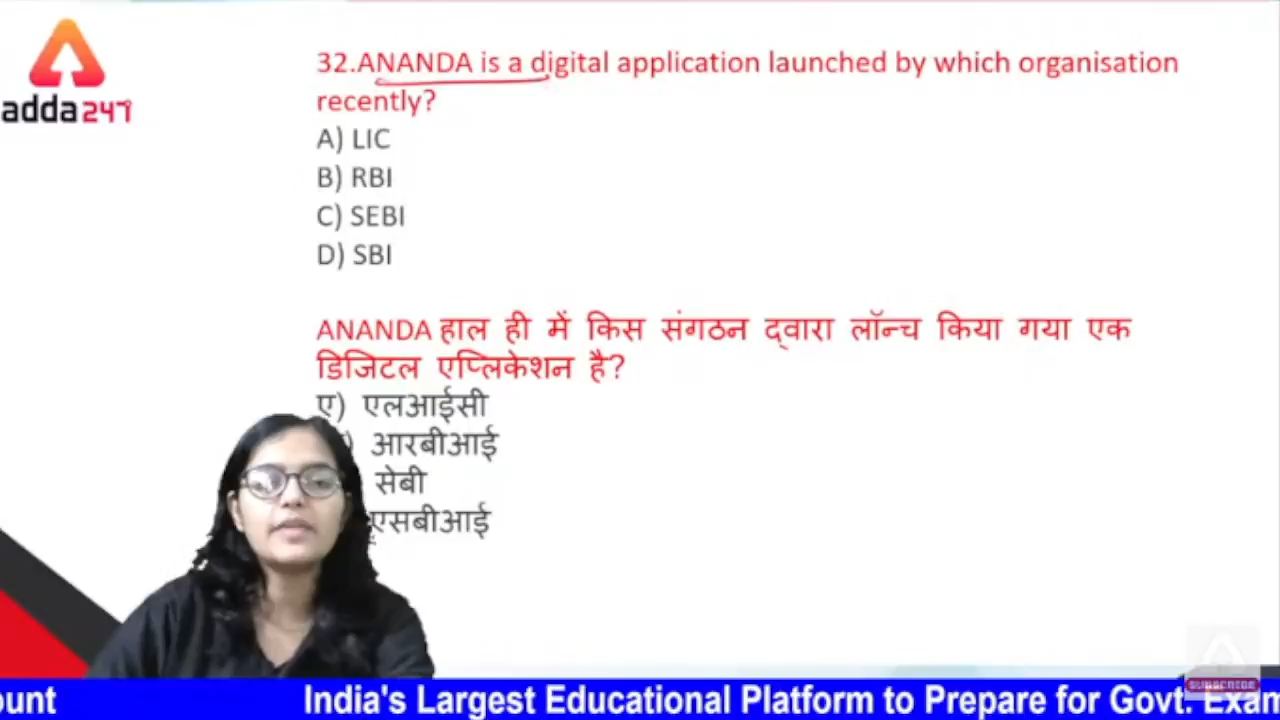 adda247
32.ANANDA is a digital application launched by which organisation
recently?
A) LIC
B) RBI
C) SEBI
D) SBI
ANANDA हाल ही में किस संगठन द्वारा लॉन्च किया गया एक
डिजिटल एप्लिकेशन है?
ए) एलआईसी
) आरबीआई
सेबी
एसबीआई
SUBSCRIBE
ount India's Largest Educational Platform to Prepare for Govt. Exam